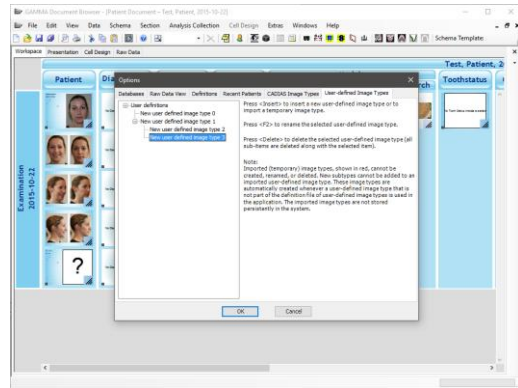 GAMMA Document Browser - [Patient Document - Test, Patient, 2015-10-22]
File Edit View Data Schema Section Analysis Collection Cell Design Extras Windows Help
Schema Template:
Workspace Presentation Cell Design Raw Data
Test, Patient, 2
Patient
Dia
rch
Toothstatus
Examination
2015-10-22
?
Options
Databases Raw Data View Definitions Recent Patients CADIAS Image Types User-defined Image Types
User definitions
New user defined image type 0
New user defined image type 1
New user defined image type 2
New user defined image type 3
Press <Insert> to insert a new user-defined image type or to
import a temporary image type.
Press <F2> to rename the selected user-defined image type.
Press <Delete> to delete the selected user-defined image type (all
sub-items are deleted along with the selected item).
Note:
Imported (temporary) image types, shown in red, cannot be
created, renamed, or deleted. New subtypes cannot be added to an
imported user-defined image type. These image types are
automatically created whenever a user-defined image type that is
not part of the definition file of user-defined image types is used in
the application. The imported image types are not stored
persistently in the system.
OK Cancel